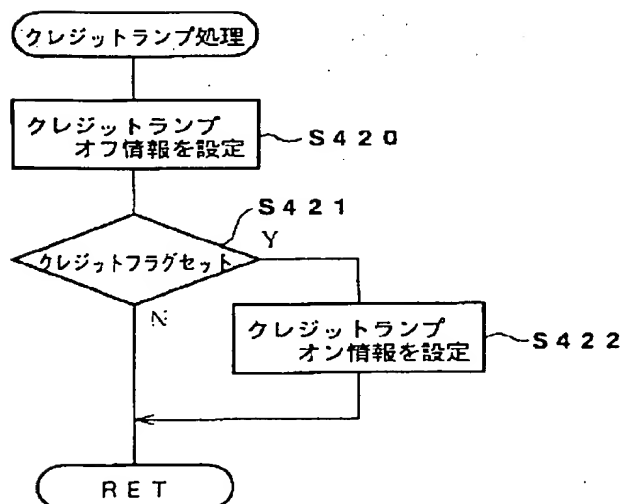 クレジットランプ処理
クレジットランプ
オフ情報を設定
S420
S421
クレジットフラグセット
Y
N
クレジットランプ
オン情報を設定
S422
RET